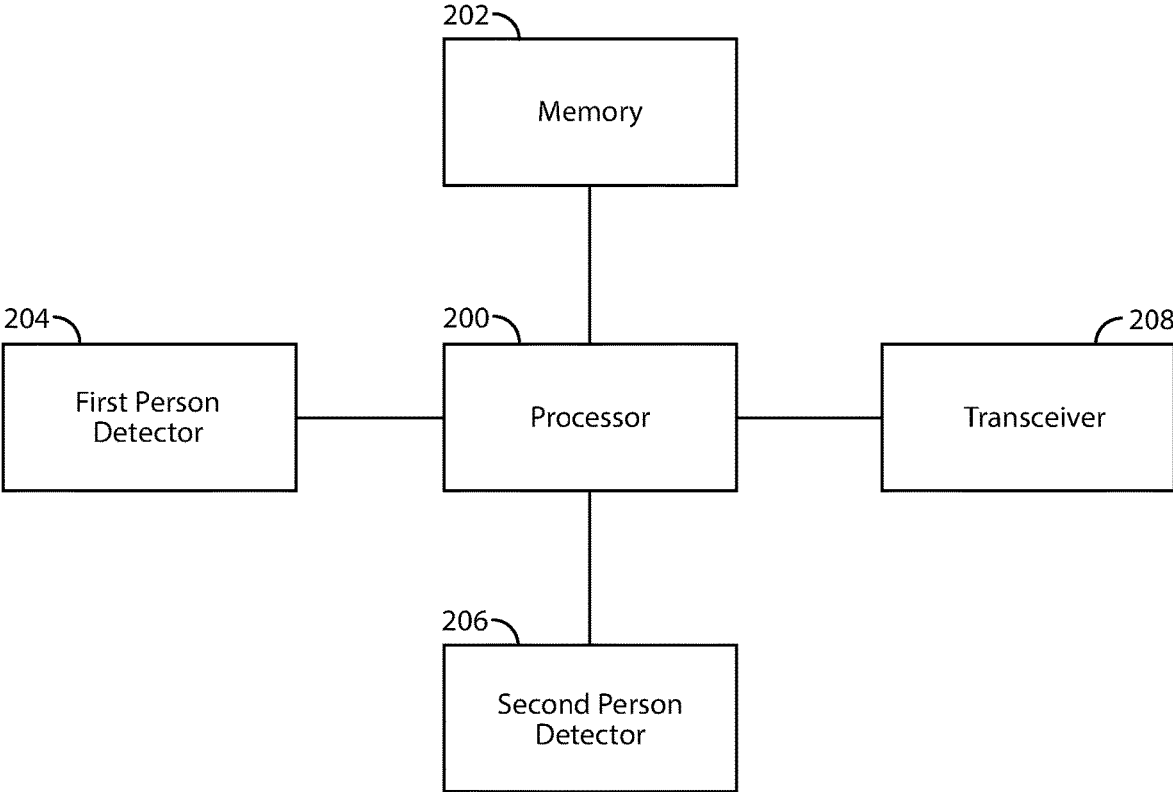 202
Memory
204
200
208
First Person
Detector
Processor
Transceiver
206
Second Person
Detector